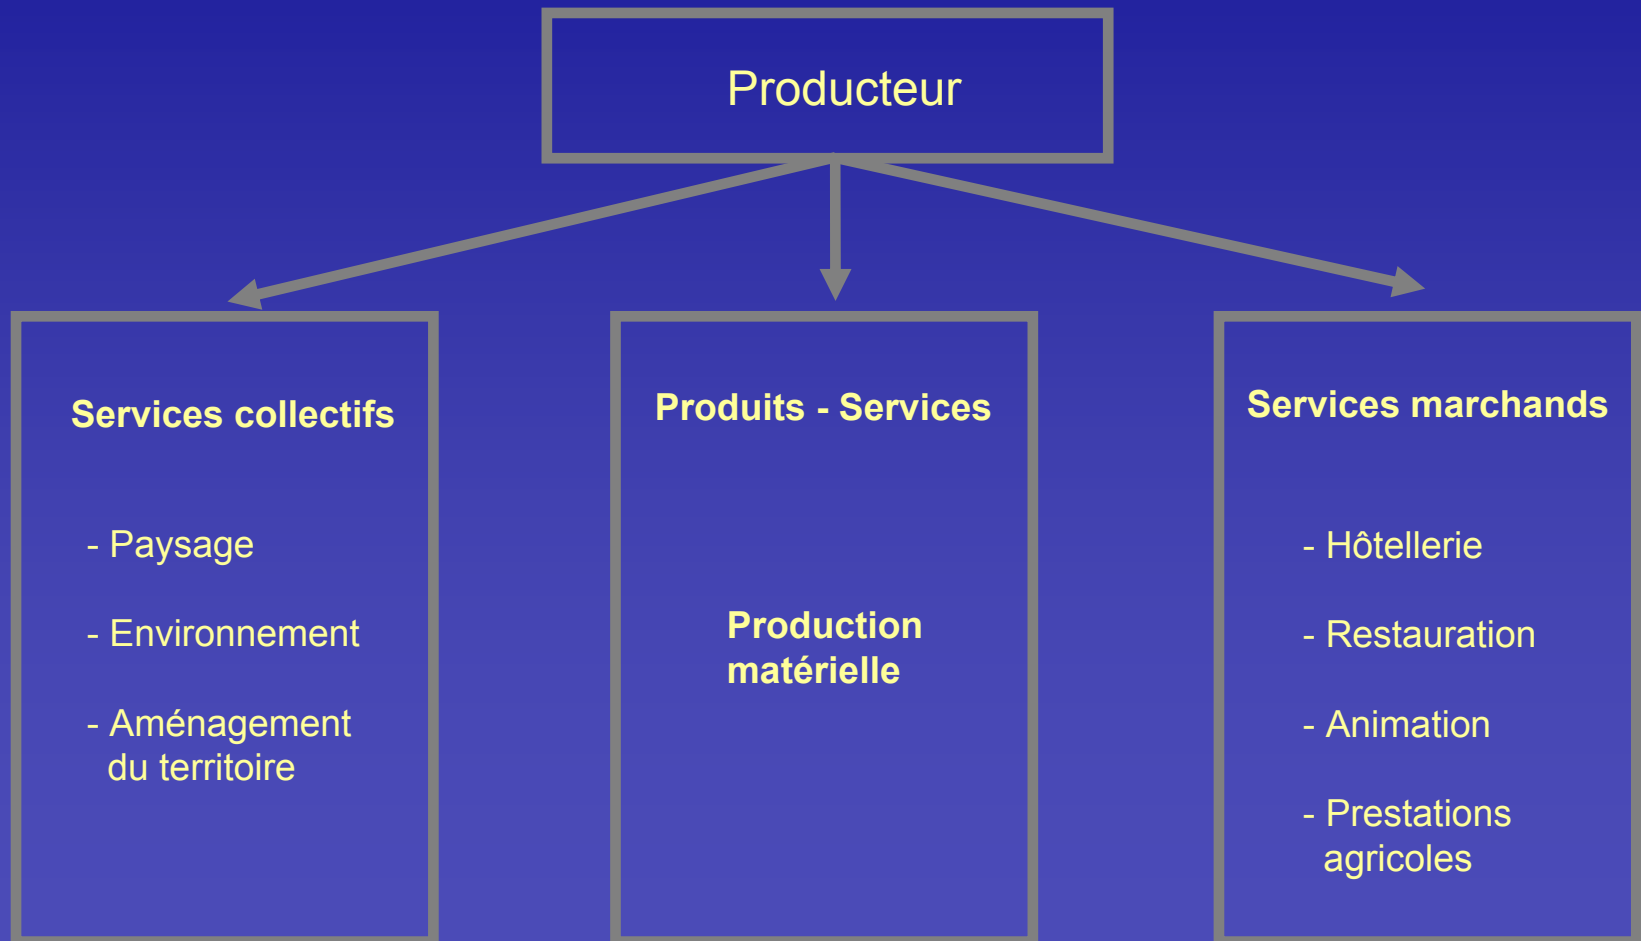 Producteur
Services collectifs
- Paysage
- Environnement
- Aménagement
du territoire
Produits - Services
Production
matérielle
Services marchands
- Hôtellerie
- Restauration
- Animation
- Prestations
agricoles